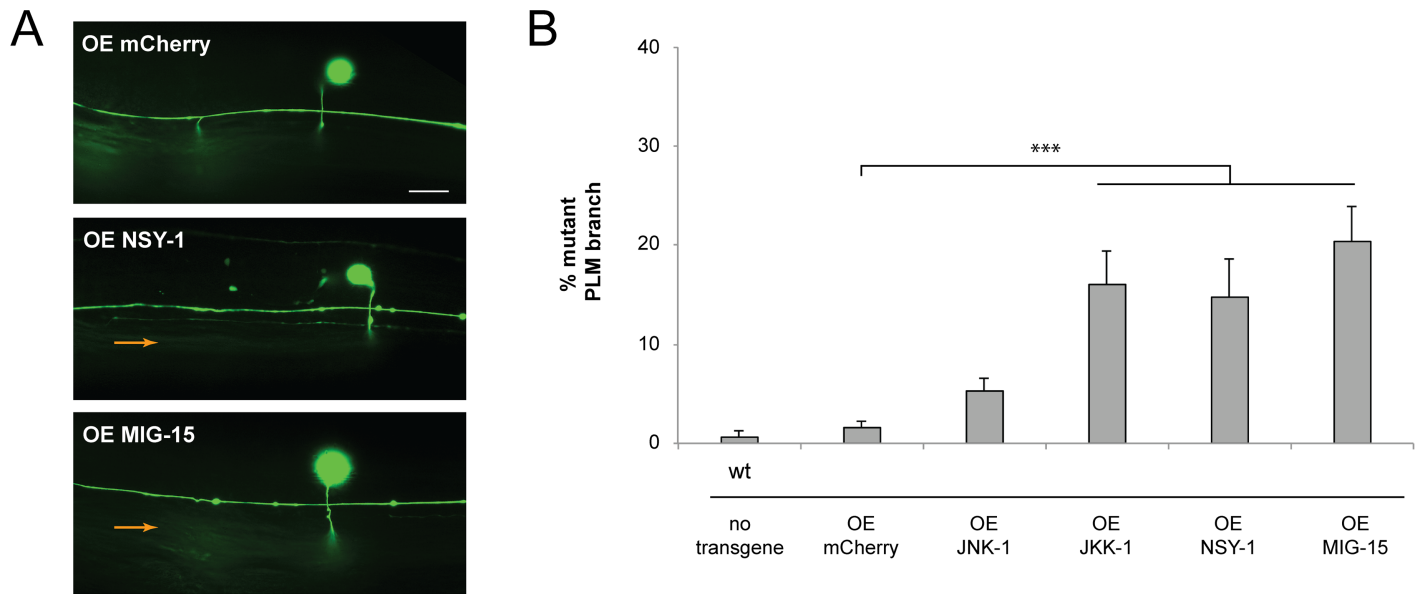 A
OE mCherry
OE NSY-1
OE MIG-15
B
% mutant
PLM branch
40
30
20
10
0
***
wt
no
transgene
OE
mCherry
OE
JNK-1
OE
JKK-1
OE
NSY-1
OE
MIG-15